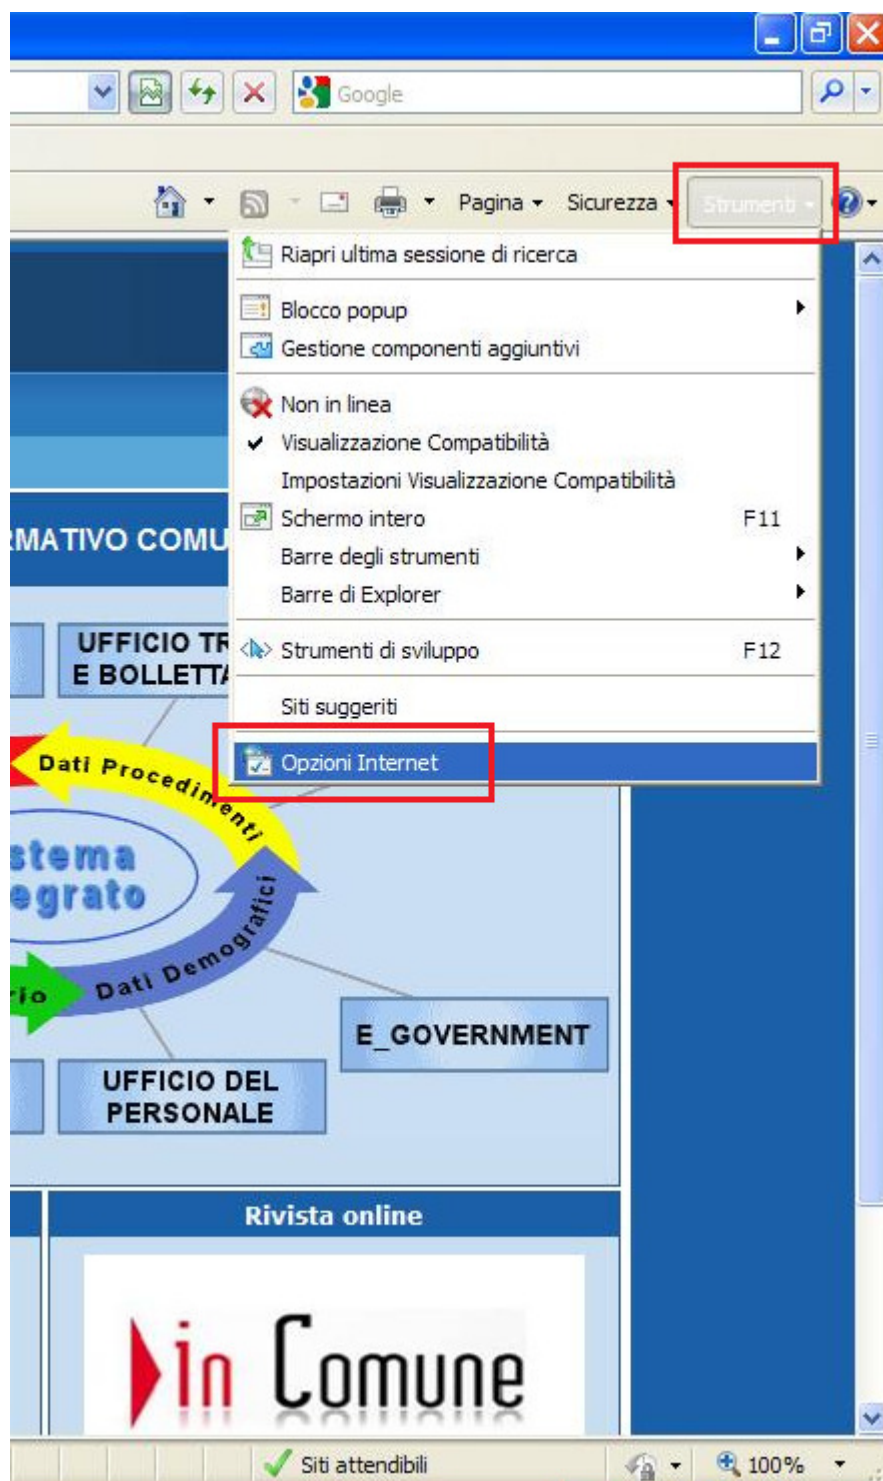 Google
Pagina
Sicurezza
Strumenti
Riapri ultima sessione di ricerca
Blocco popup
Gestione componenti aggiuntivi
Non in linea
Visualizzazione Compatibilità
Impostazioni Visualizzazione Compatibilità
Schermo intero F11
Barre degli strumenti
Barre di Explorer
Strumenti di sviluppo F12
Siti suggeriti
Opzioni Internet
RMATIVO COMU
UFFICIO TR
E BOLLETTA
Dati Procedimenti
stema
egrato
Dati Demografici
rio
E_GOVERNMENT
UFFICIO DEL
PERSONALE
Rivista online
in Comune
Siti attendibili
100%